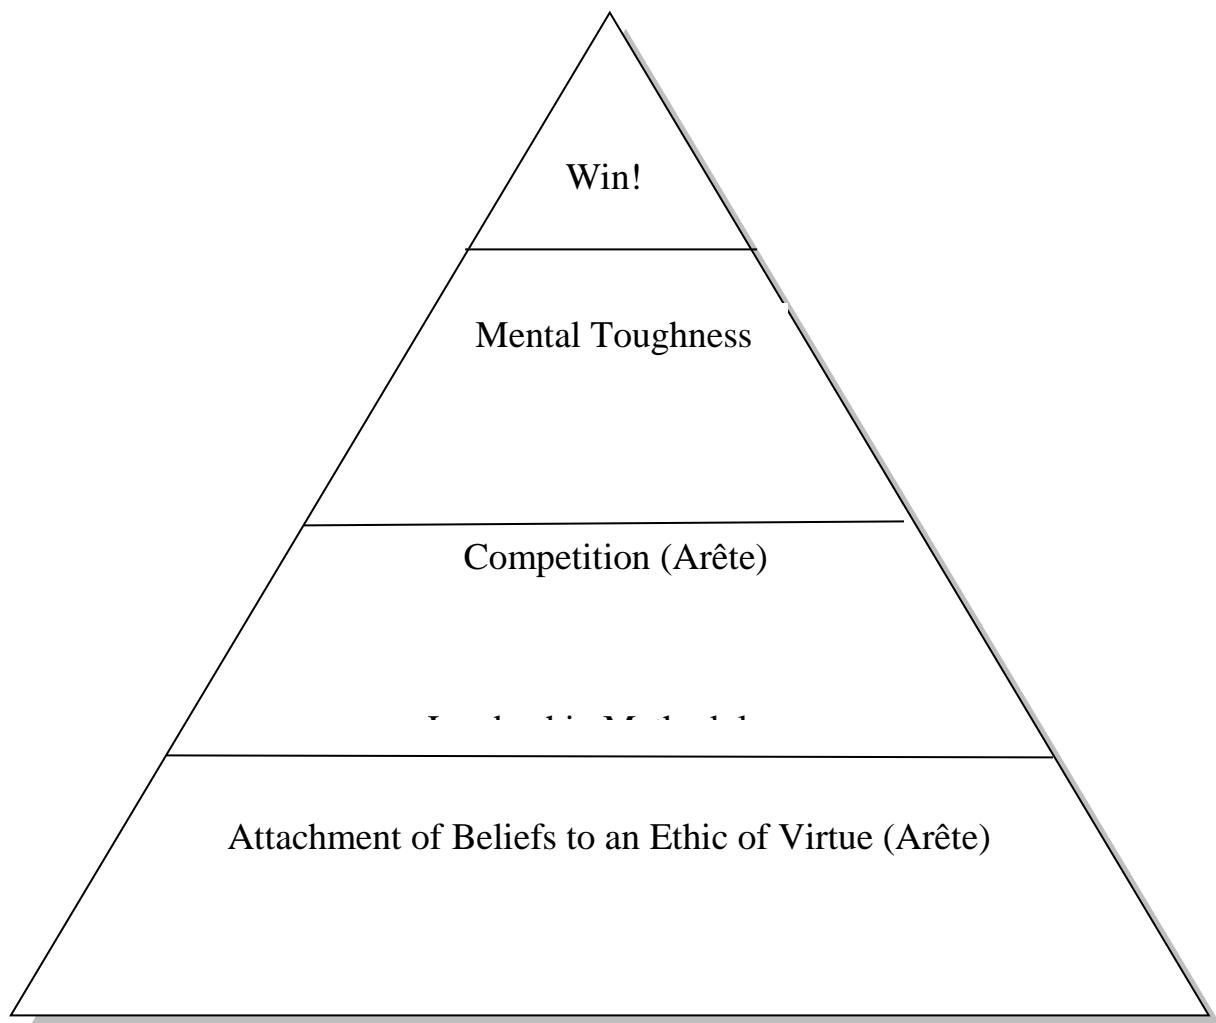 Win!
Mental Toughness
Competition (Arête)
Attachment of Beliefs to an Ethic of Virtue (Arête)